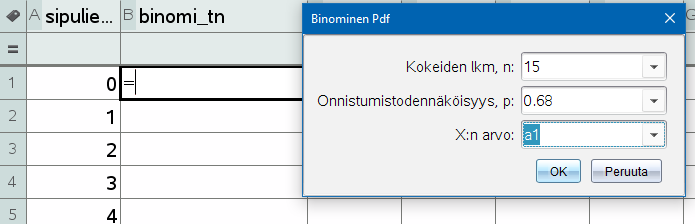 A sipulie... B binomi_tn
=
1 0 =
2 1
3 2
4 3
5 4
G
Binominen Pdf
Kokeiden lkm, n: 15
Onnistumistodennäköisyys, p: 0.68
X:n arvo: a1
OK Peruuta